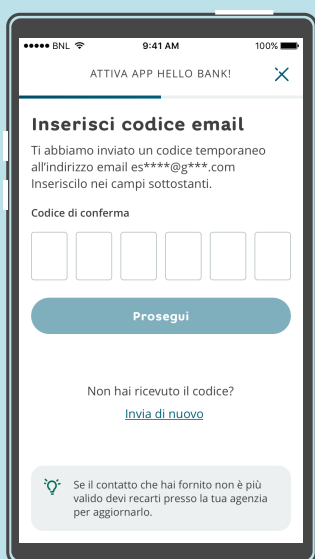 BNL 9:41 AM 100%
ATTIVA APP HELLO BANK!
Inserisci codice email
Ti abbiamo inviato un codice temporaneo
all'indirizzo email es****@g***.com
Inseriscilo nei campi sottostanti.
Codice di conferma
Prosegui
Non hai ricevuto il codice?
Invia di nuovo
Se il contatto che hai fornito non è più
valido devi recarti presso la tua agenzia
per aggiornarlo.